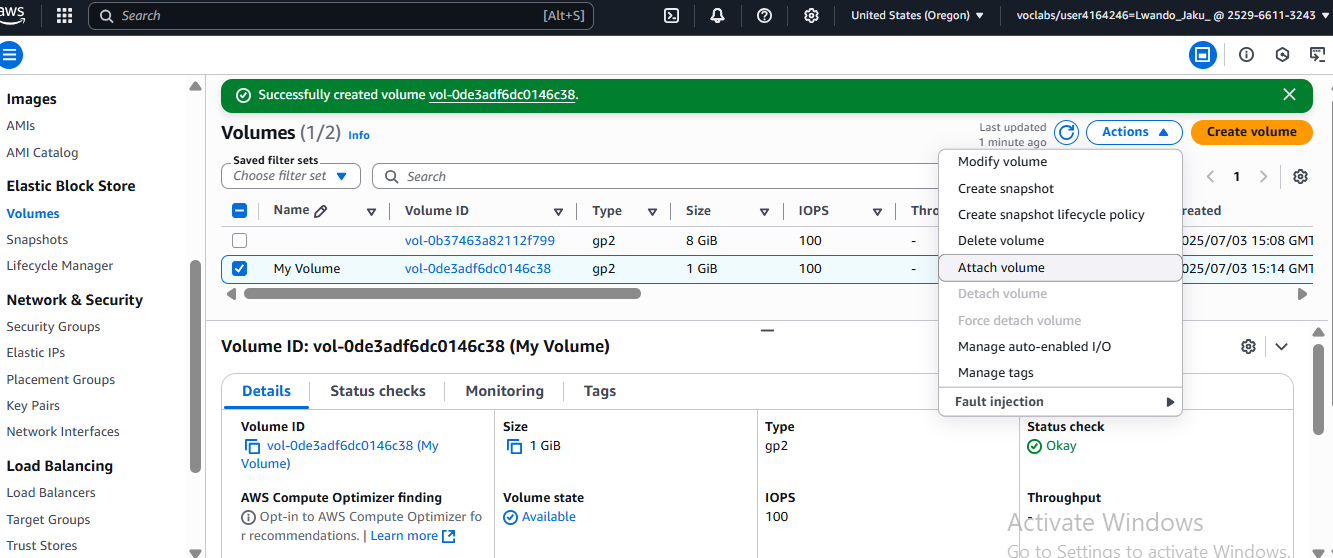 aws
Search [Alt+S]
United States (Oregon)
voclabs/user4164246=Lwando_Jaku_ @ 2529-6611-3243
Images
AMIs
AMI Catalog
Elastic Block Store
Volumes
Snapshots
Lifecycle Manager
Network & Security
Security Groups
Elastic IPs
Placement Groups
Key Pairs
Network Interfaces
Load Balancing
Load Balancers
Target Groups
Trust Stores
Successfully created volume vol-0de3adf6dc0146c38.
Volumes (1/2) Info
Last updated
1 minute ago
Actions
Create volume
Saved filter sets
Choose filter set
Search
1
Name Volume ID Type Size IOPS Thro reated
vol-0b37463a82112f799 gp2 8 GiB 100 - 025/07/03 15:08 GMT
My Volume vol-0de3adf6dc0146c38 gp2 1 GiB 100 - 025/07/03 15:14 GMT
Modify volume
Create snapshot
Create snapshot lifecycle policy
Delete volume
Attach volume
Detach volume
Force detach volume
Manage auto-enabled I/O
Manage tags
Fault injection
Volume ID: vol-0de3adf6dc0146c38 (My Volume)
Details Status checks Monitoring Tags
Volume ID
vol-0de3adf6dc0146c38 (My
Volume)
Size
1 GiB
Type
gp2
Status check
Okay
AWS Compute Optimizer finding
Opt-in to AWS Compute Optimizer fo
r recommendations. | Learn more
Volume state
Available
IOPS
100
Throughput
-
Activate Windows
Go to Settings to activate Windows.